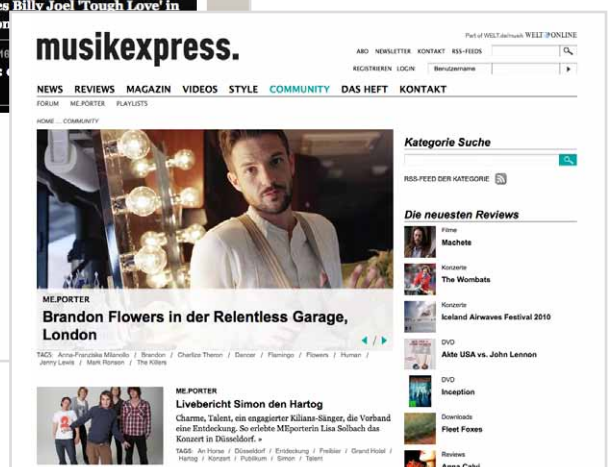 es Billy Joel 'Tough Love' in
musikexpress.
Part of WELT.de/musik WELT ONLINE
ABO NEWSLETTER KONTAKT RSS-FEEDS
REGISTRIEREN LOGIN Benutzername
NEWS REVIEWS MAGAZIN VIDEOS STYLE COMMUNITY DAS HEFT KONTAKT
FORUM ME.PORTER PLAYLISTS
HOME ... COMMUNITY
ME.PORTER
Brandon Flowers in der Relentless Garage,
London
TAGS: Anna-Franziska Milanollo / Brandon / Charlize Theron / Dancer / Flamingo / Flowers / Human /
Jenny Lewis / Mark Ronson / The Killers
ME.PORTER
Livebericht Simon den Hartog
Charme, Talent, ein engagierter Kilians-Sänger, die Vorband
eine Entdeckung. So erlebte MEporterin Lisa Solbach das
Konzert in Düsseldorf. »
TAGS: An Horse / Düsseldorf / Entdeckung / Freibier / Grand Hotel /
Hartog / Konzert / Publikum / Simon / Talent
Kategorie Suche
RSS-FEED DER KATEGORIE
Die neuesten Reviews
Filme
Machete
Konzerte
The Wombats
Konzerte
Iceland Airwaves Festival 2010
DVD
Akte USA vs. John Lennon
DVD
Inception
Downloads
Fleet Foxes
Reviews
Anna Calvi